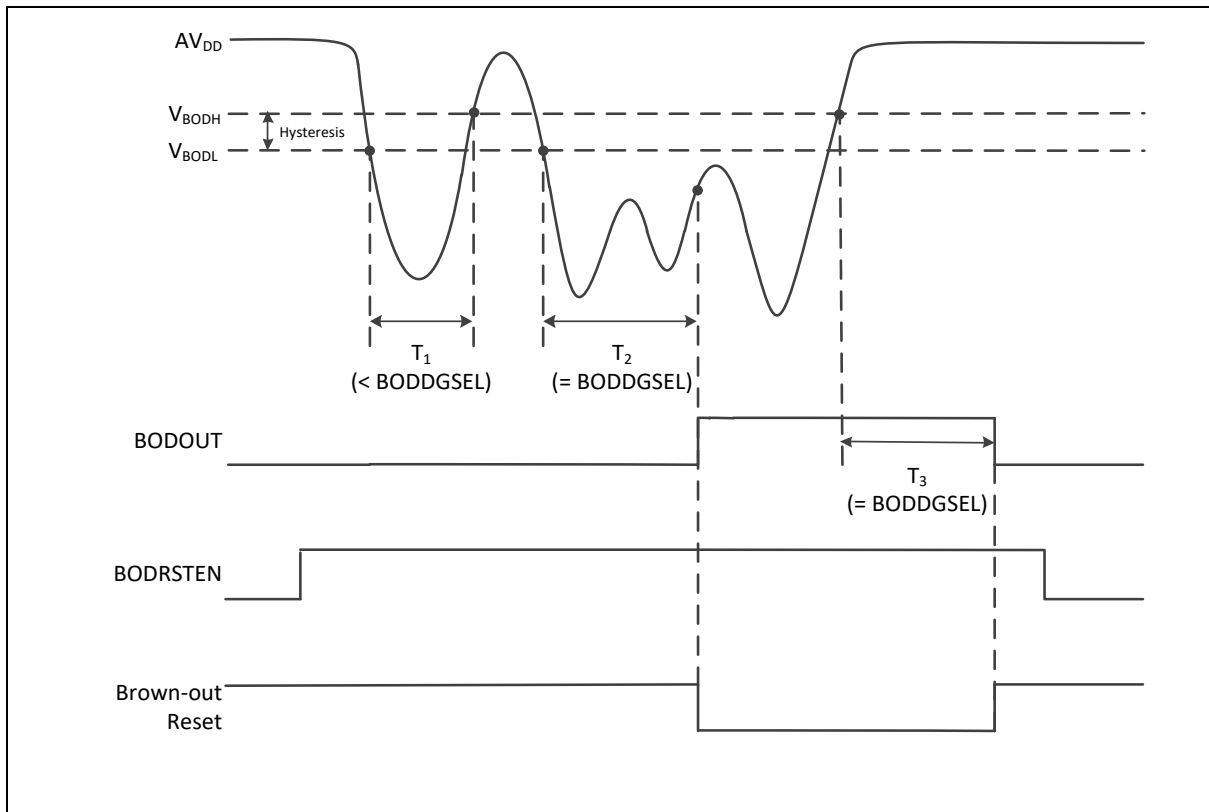 AVDD
VBODH
Hysteresis
VBODL
T1
(< BODDGSEL)
T2
(= BODDGSEL)
BODOUT
T3
(= BODDGSEL)
BODRSTEN
Brown-out
Reset